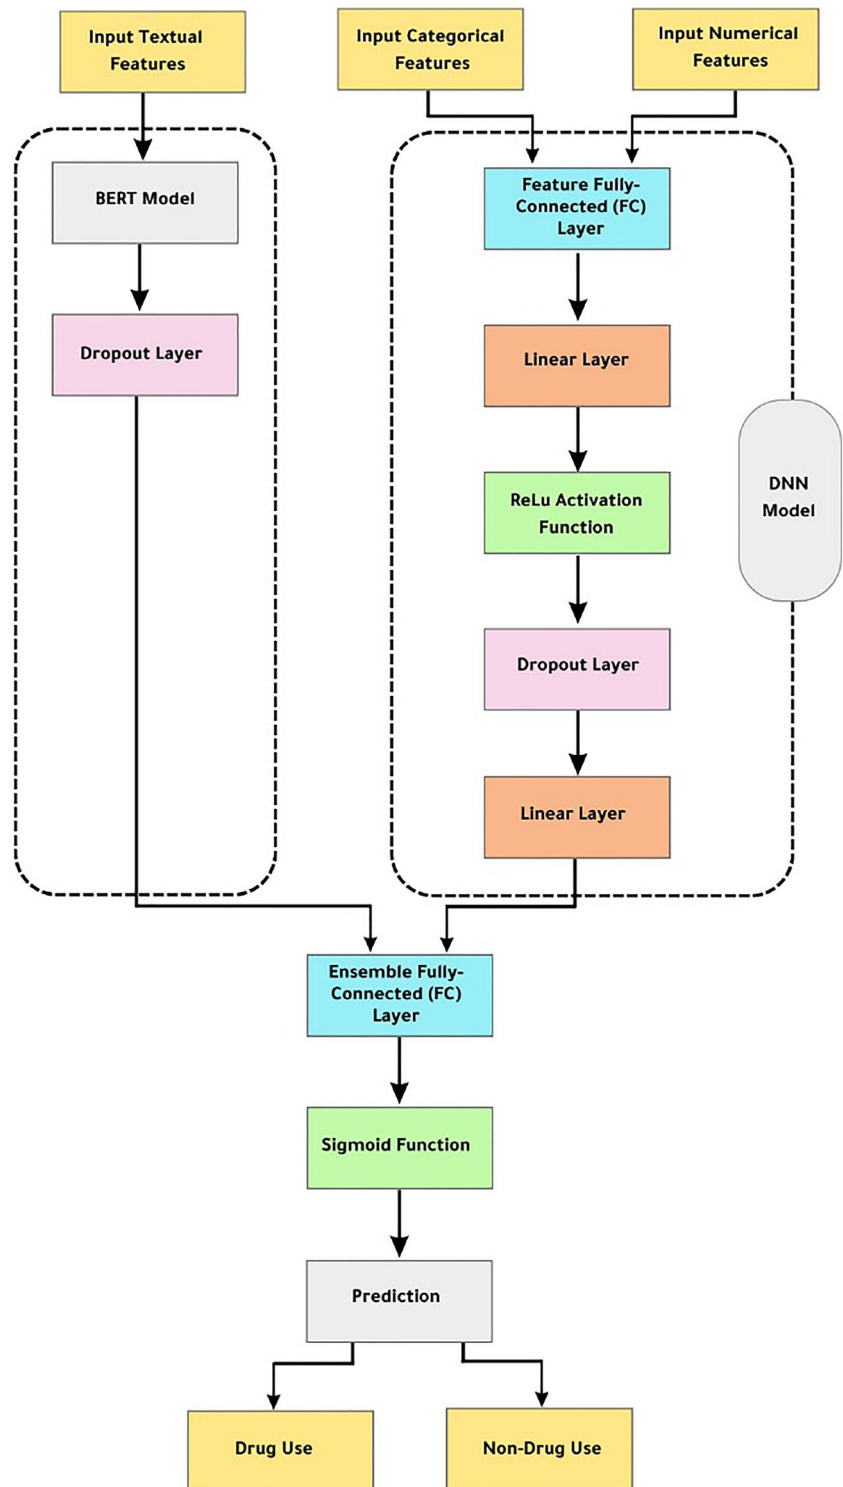 Input Textual
Features
Input Categorical
Features
Input Numerical
Features
BERT Model
Dropout Layer
Feature Fully-
Connected (FC)
Layer
Linear Layer
ReLu Activation
Function
Dropout Layer
Linear Layer
DNN
Model
Ensemble Fully-
Connected (FC)
Layer
Sigmoid Function
Prediction
Drug Use
Non-Drug Use